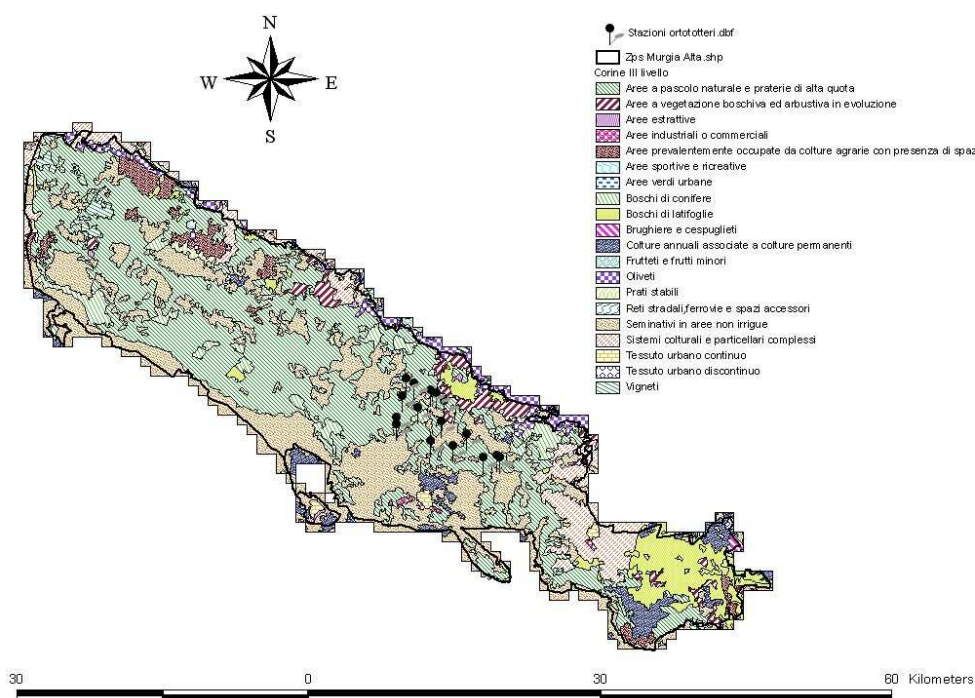 N
W
E
S
Stazioni ortototteri.dbf
Zps Murgia Alta.shp
Corine III livello
Aree a pascolo naturale e praterie di alta quota
Aree a vegetazione boschiva ed arbustiva in evoluzione
Aree estrattive
Aree industriali o commerciali
Aree prevalentemente occupate da colture agrarie con presenza di spaz
Aree sportive e ricreative
Aree verdi urbane
Boschi di conifere
Boschi di latifoglie
Brughiere e cespuglieti
Colture annuali associate a colture permanenti
Frutteti e frutti minori
Oliveti
Prati stabili
Reti stradali,ferrovie e spazi accessori
Seminativi in aree non irrigue
Sistemi colturali e particellari complessi
Tessuto urbano continuo
Tessuto urbano discontinuo
Vigneti
30 0 30 60 Kilometers